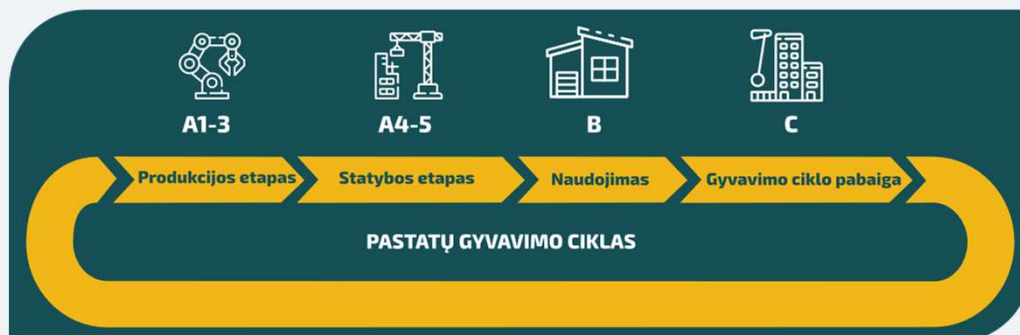 A1-3
A4-5
B
C
Produkcijos etapas
Statybos etapas
Naudojimas
Gyvavimo ciklo pabaiga
PASTATŲ GYVAVIMO CIKLAS